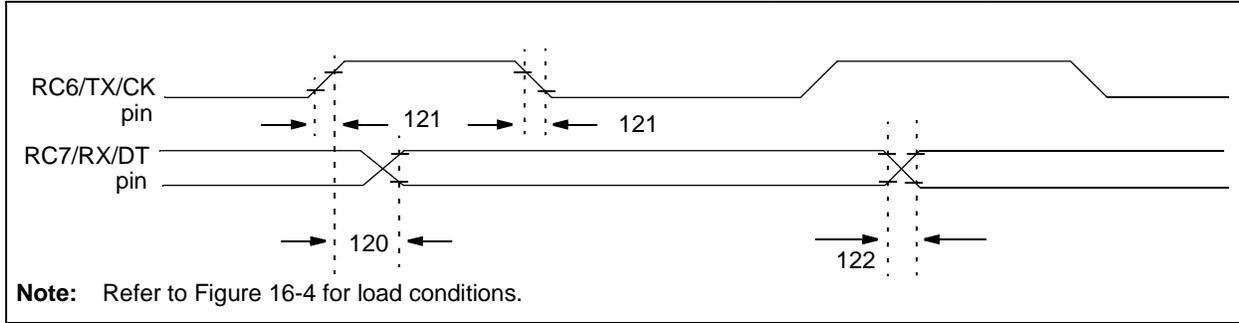 RC6/TX/CK
pin
121
121
RC7/RX/DT
pin
120
122
Note: Refer to Figure 16-4 for load conditions.